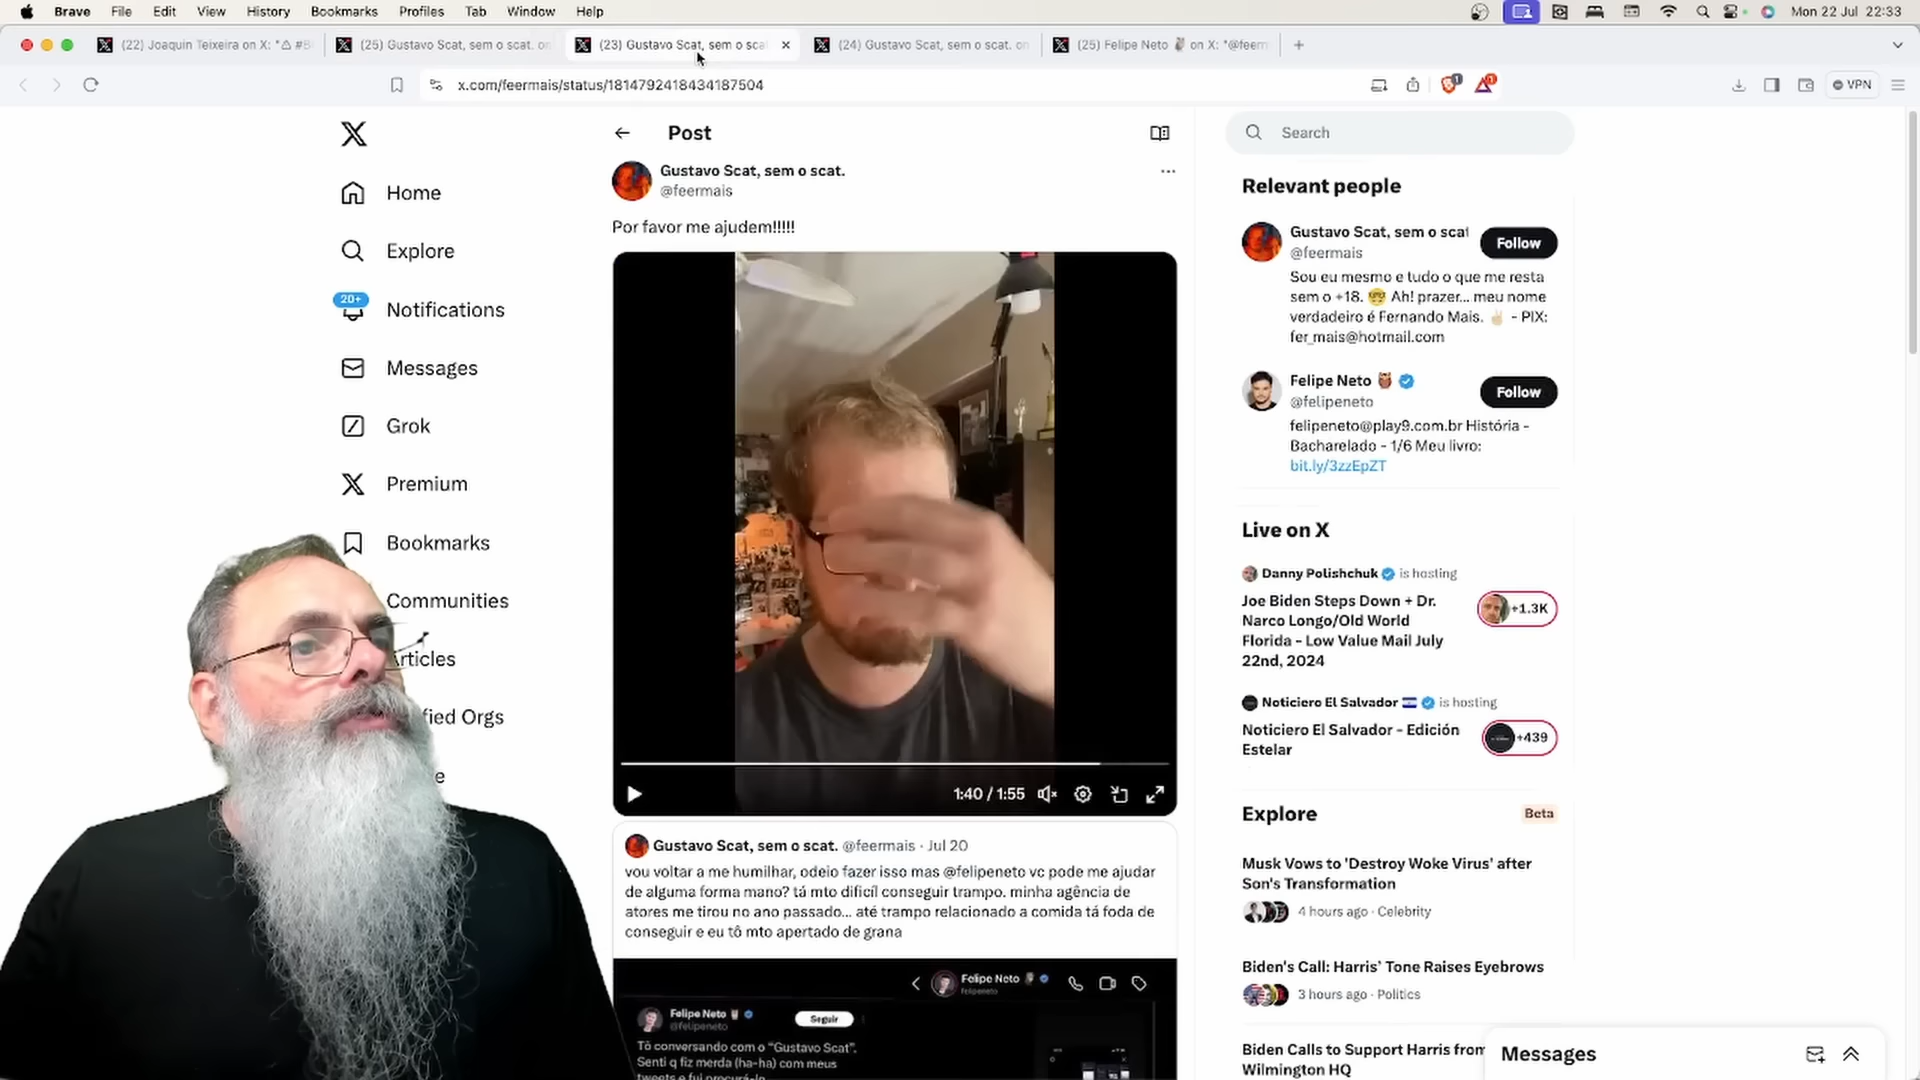 Brave File Edit View History Bookmarks Profiles Tab Window Help
Mon 22 Jul 22:33
(22) Joaquin Teixeira on X: "⚠ #B
(25) Gustavo Scat, sem o scat. on
(23) Gustavo Scat, sem o scat
(24) Gustavo Scat, sem o scat. on
(25) Felipe Neto 🦉 on X: "@feerm
x.com/feermais/status/1814792418434187504
VPN
Home
Explore
20+
Notifications
Messages
Grok
Premium
Bookmarks
Communities
rticles
fied Orgs
e
Post
Gustavo Scat, sem o scat.
@feermais
Por favor me ajudem!!!!!
1:40 / 1:55
Gustavo Scat, sem o scat. @feermais · Jul 20
vou voltar a me humilhar, odeio fazer isso mas @felipeneto vc pode me ajudar
de alguma forma mano? tá mto dificíl conseguir trampo. minha agência de
atores me tirou no ano passado... até trampo relacionado a comida tá foda de
conseguir e eu tô mto apertado de grana
Felipe Neto
felipeneto
Felipe Neto
@felipeneto
Seguir
Tô conversando com o "Gustavo Scat".
Senti q fiz merda (ha-ha) com meus
tweets e fui procurá-lo
Search
Relevant people
Gustavo Scat, sem o scat
@feermais
Follow
Sou eu mesmo e tudo o que me resta
sem o +18. 🤓 Ah! prazer... meu nome
verdadeiro é Fernando Mais. ✌🏻 - PIX:
fer_mais@hotmail.com
Felipe Neto 🦉
@felipeneto
Follow
felipeneto@play9.com.br História -
Bacharelado - 1/6 Meu livro:
bit.ly/3zzEpZT
Live on X
Danny Polishchuk is hosting
Joe Biden Steps Down + Dr.
Narco Longo/Old World
Florida - Low Value Mail July
22nd, 2024
+1.3K
Noticiero El Salvador 🇸🇻 is hosting
Noticiero El Salvador - Edición
Estelar
+439
Explore
Beta
Musk Vows to 'Destroy Woke Virus' after
Son's Transformation
4 hours ago · Celebrity
Biden's Call: Harris' Tone Raises Eyebrows
3 hours ago · Politics
Biden Calls to Support Harris from
Wilmington HQ
Messages